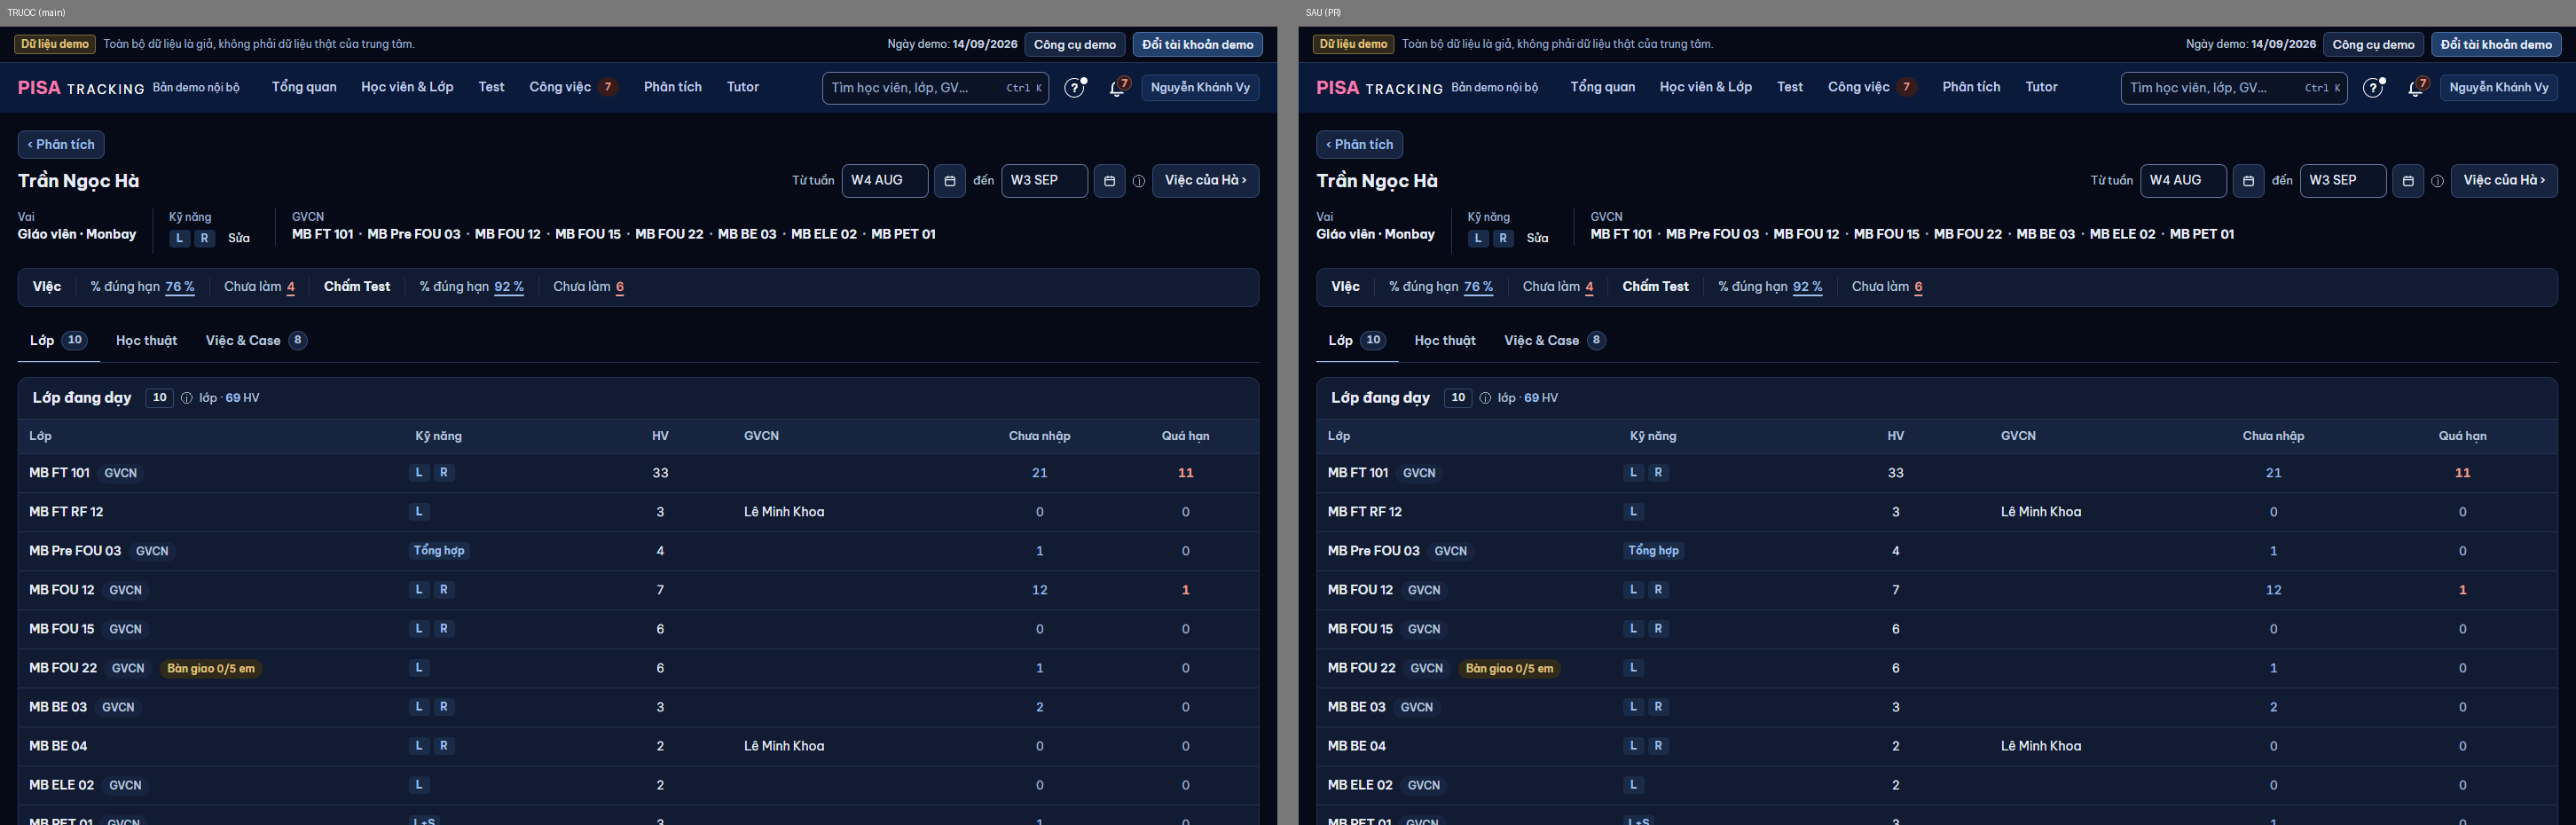 TRUOC (main)
Dữ liệu demo Toàn bộ dữ liệu là giả, không phải dữ liệu thật của trung tâm. Ngày demo: 14/09/2026 Công cụ demo Đổi tài khoản demo
PISA TRACKING Bản demo nội bộ Tổng quan Học viên & Lớp Test Công việc 7 Phân tích Tutor Tìm học viên, lớp, GV... Ctrl K ? 7 Nguyễn Khánh Vy
‹ Phân tích
Trần Ngọc Hà Từ tuần W4 AUG đến W3 SEP Việc của Hà ›
Vai Kỹ năng GVCN
Giáo viên · Monbay L R Sửa MB FT 101 · MB Pre FOU 03 · MB FOU 12 · MB FOU 15 · MB FOU 22 · MB BE 03 · MB ELE 02 · MB PET 01
Việc % đúng hạn 76 % Chưa làm 4 Chấm Test % đúng hạn 92 % Chưa làm 6
Lớp 10 Học thuật Việc & Case 8
Lớp đang dạy 10 lớp · 69 HV
Lớp Kỹ năng HV GVCN Chưa nhập Quá hạn
MB FT 101 GVCN L R 33 21 11
MB FT RF 12 L 3 Lê Minh Khoa 0 0
MB Pre FOU 03 GVCN Tổng hợp 4 1 0
MB FOU 12 GVCN L R 7 12 1
MB FOU 15 GVCN L R 6 0 0
MB FOU 22 GVCN Bàn giao 0/5 em L 6 1 0
MB BE 03 GVCN L R 3 2 0
MB BE 04 L R 2 Lê Minh Khoa 0 0
MB ELE 02 GVCN L 2 0 0
MB PET 01 GVCN L+S 3 1 0
SAU (PR)
Dữ liệu demo Toàn bộ dữ liệu là giả, không phải dữ liệu thật của trung tâm. Ngày demo: 14/09/2026 Công cụ demo Đổi tài khoản demo
PISA TRACKING Bản demo nội bộ Tổng quan Học viên & Lớp Test Công việc 7 Phân tích Tutor Tìm học viên, lớp, GV... Ctrl K ? 7 Nguyễn Khánh Vy
‹ Phân tích
Trần Ngọc Hà Từ tuần W4 AUG đến W3 SEP Việc của Hà ›
Vai Kỹ năng GVCN
Giáo viên · Monbay L R Sửa MB FT 101 · MB Pre FOU 03 · MB FOU 12 · MB FOU 15 · MB FOU 22 · MB BE 03 · MB ELE 02 · MB PET 01
Việc % đúng hạn 76 % Chưa làm 4 Chấm Test % đúng hạn 92 % Chưa làm 6
Lớp 10 Học thuật Việc & Case 8
Lớp đang dạy 10 lớp · 69 HV
Lớp Kỹ năng HV GVCN Chưa nhập Quá hạn
MB FT 101 GVCN L R 33 21 11
MB FT RF 12 L 3 Lê Minh Khoa 0 0
MB Pre FOU 03 GVCN Tổng hợp 4 1 0
MB FOU 12 GVCN L R 7 12 1
MB FOU 15 GVCN L R 6 0 0
MB FOU 22 GVCN Bàn giao 0/5 em L 6 1 0
MB BE 03 GVCN L R 3 2 0
MB BE 04 L R 2 Lê Minh Khoa 0 0
MB ELE 02 GVCN L 2 0 0
MB PET 01 GVCN L+S 3 1 0